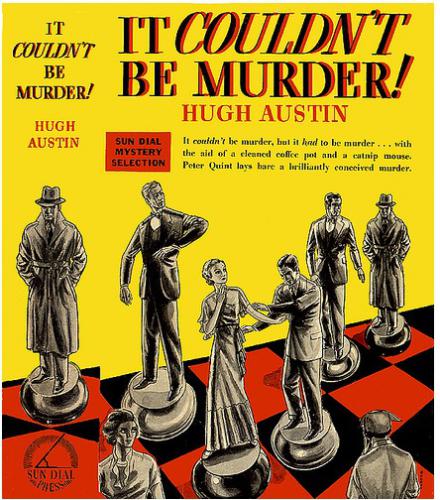 IT
COULDN'T
BE
MURDER!
HUGH
AUSTIN
SUN DIAL
PRESS
IT COULDN'T
BE MURDER!
HUGH AUSTIN
SUN DIAL
MYSTERY
SELECTION
It couldn't be murder, but it had to be murder . . . with
the aid of a cleaned coffee pot and a catnip mouse.
Peter Quint lays bare a brilliantly conceived murder.